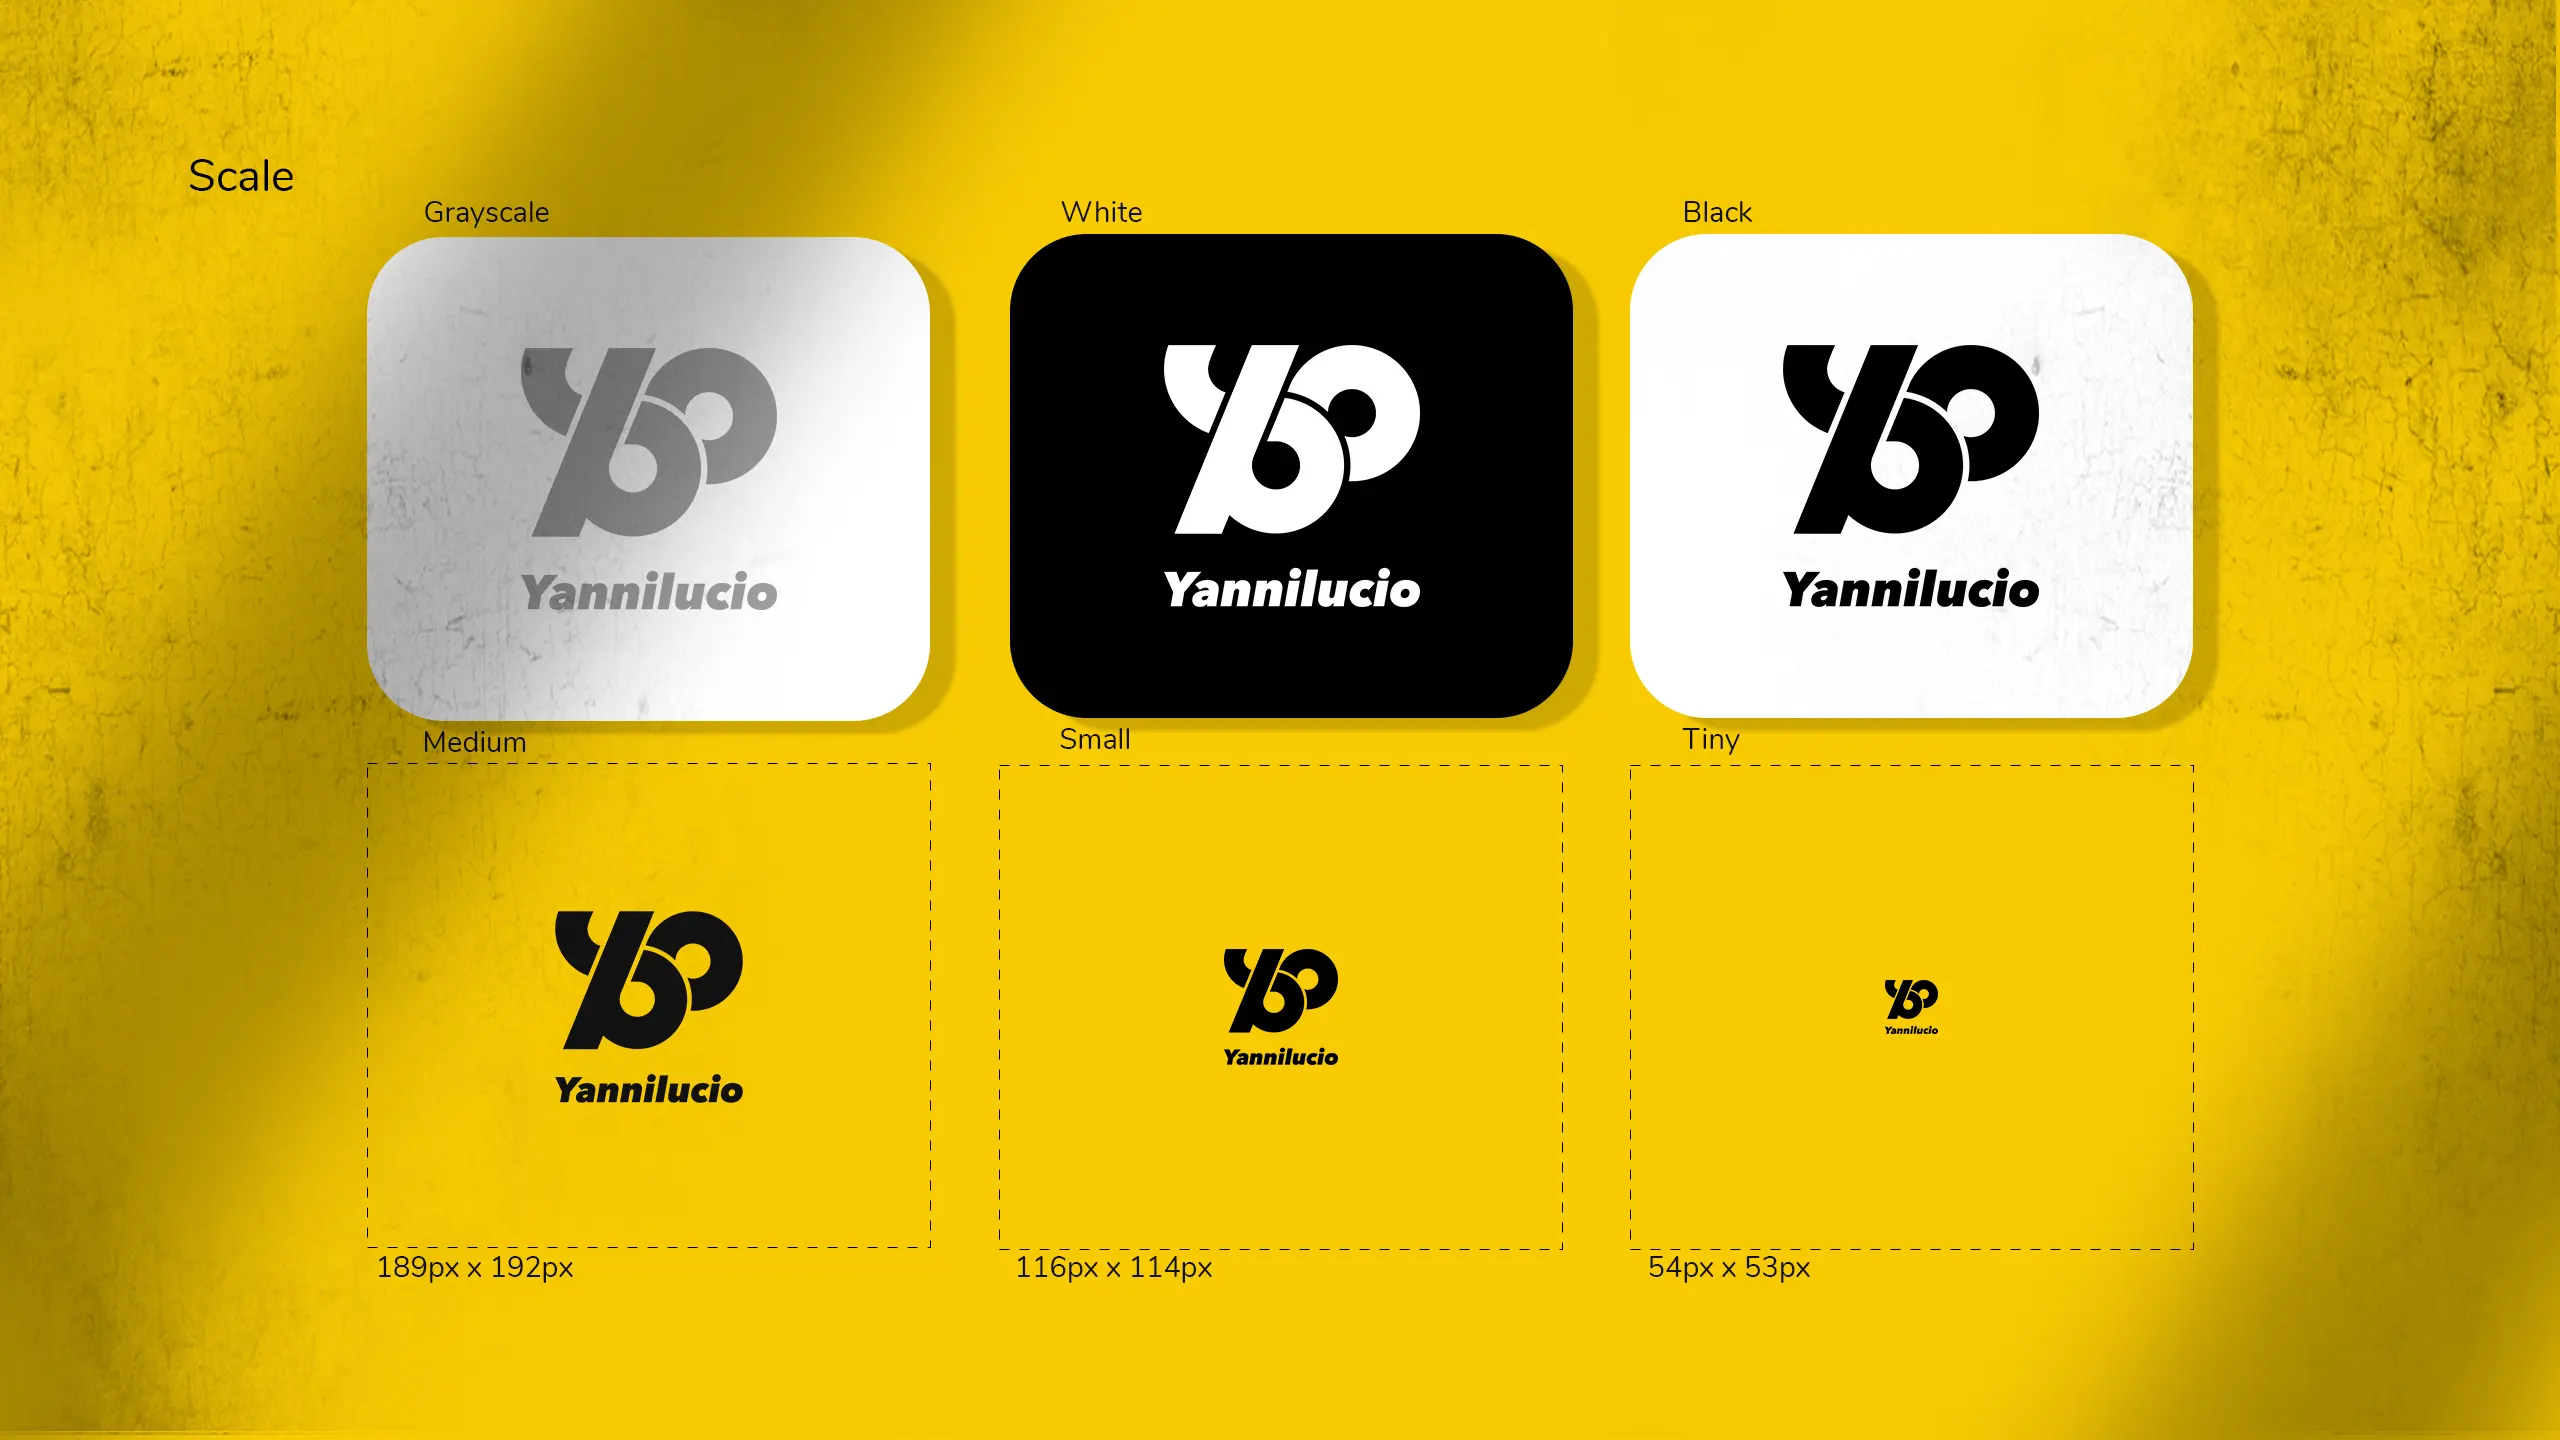 Scale
Grayscale
White
Black
Yannilucio
Yannilucio
Yannilucio
Medium
Small
Tiny
Yannilucio
Yannilucio
Yannilucio
189px x 192px
116px x 114px
54px x 53px